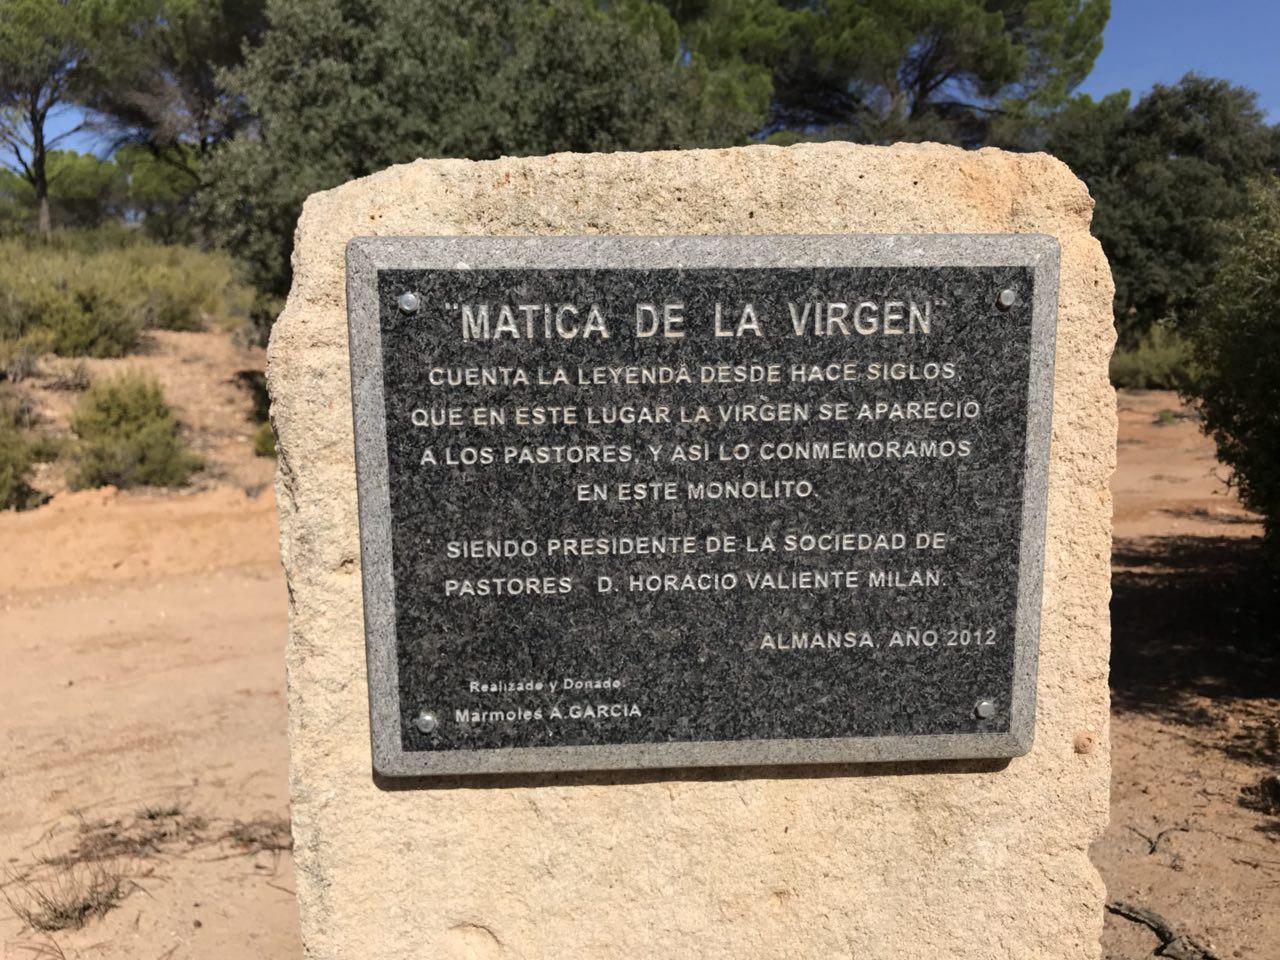 "MATICA DE LA VIRGEN"
CUENTA LA LEYENDA DESDE HACE SIGLOS
QUE EN ESTE LUGAR LA VIRGEN SE APARECIO
A LOS PASTORES, Y ASI LO CONMEMORAMOS
EN ESTE MONOLITO.
SIENDO PRESIDENTE DE LA SOCIEDAD DE
PASTORES D. HORACIO VALIENTE MILAN.
ALMANSA, AÑO 2012
Realizado y Donado
Marmoles A.GARCIA